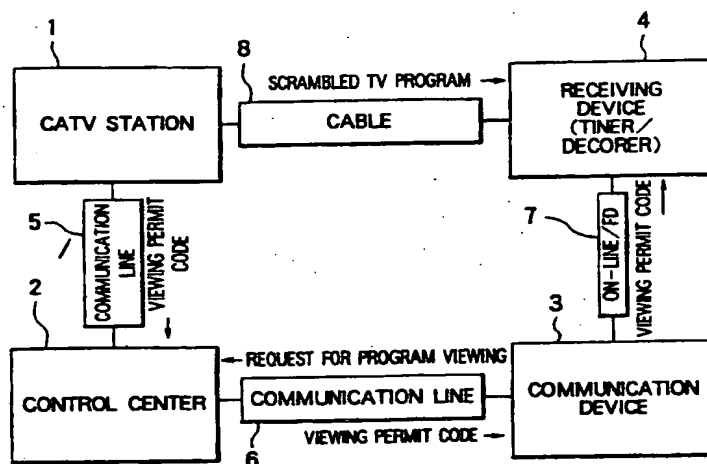 1
CATV STATION
8
SCRAMBLED TV PROGRAM →
CABLE
4
RECEIVING
DEVICE
(TINER/
DECORER)
5
COMMUNICATION
LINE
VIEWING PERMIT
CODE
↓
7
ON-LINE/FD
VIEWING PERMIT CODE
↑
2
CONTROL CENTER
← REQUEST FOR PROGRAM VIEWING
COMMUNICATION LINE
6
VIEWING PERMIT CODE →
3
COMMUNICATION
DEVICE